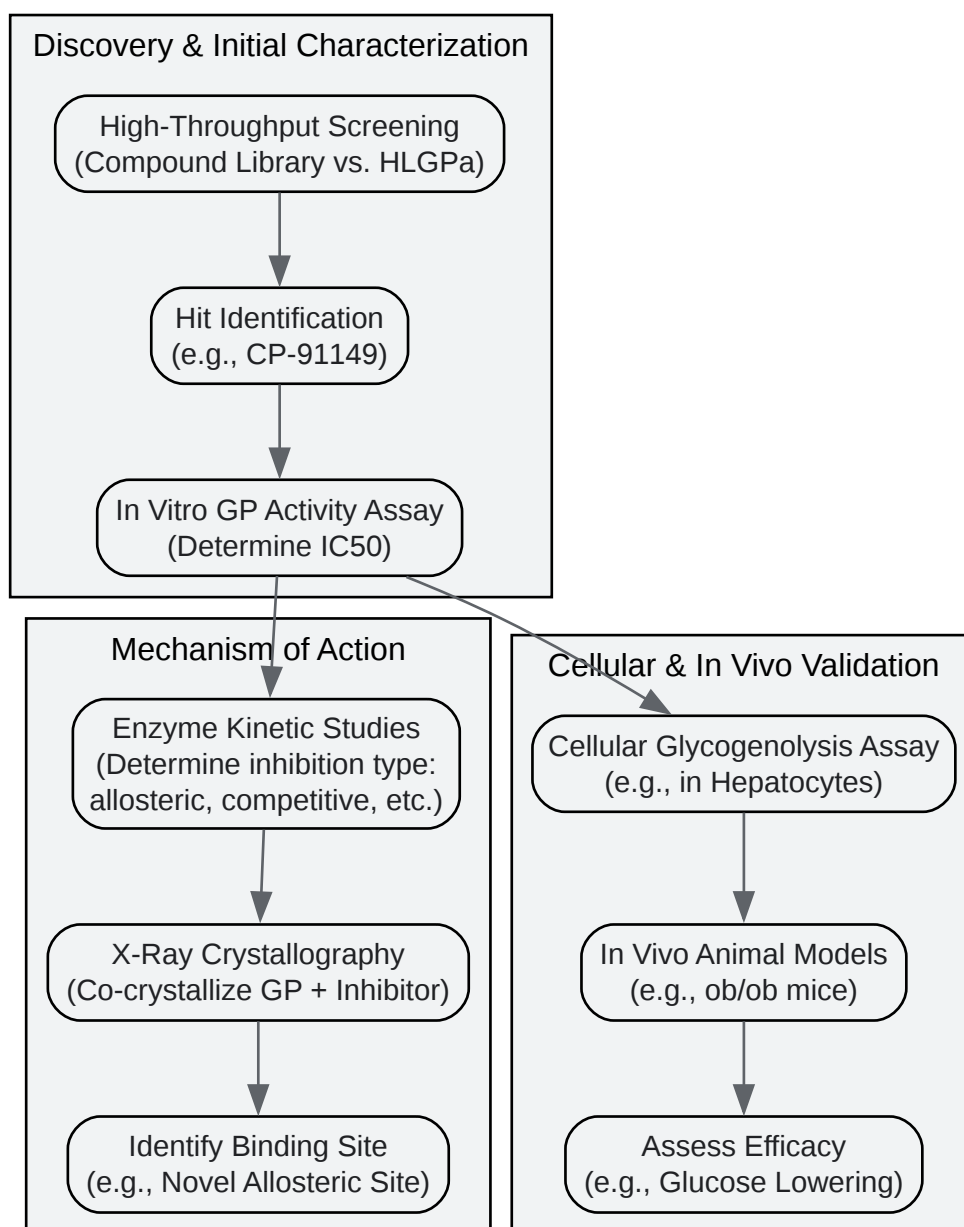 Discovery & Initial Characterization
High-Throughput Screening
(Compound Library vs. HLGPa)
Hit Identification
(e.g., CP-91149)
In Vitro GP Activity Assay
(Determine IC50)
Mechanism of Action
Enzyme Kinetic Studies
(Determine inhibition type:
allosteric, competitive, etc.)
X-Ray Crystallography
(Co-crystallize GP + Inhibitor)
Identify Binding Site
(e.g., Novel Allosteric Site)
Cellular & In Vivo Validation
Cellular Glycogenolysis Assay
(e.g., in Hepatocytes)
In Vivo Animal Models
(e.g., ob/ob mice)
Assess Efficacy
(e.g., Glucose Lowering)